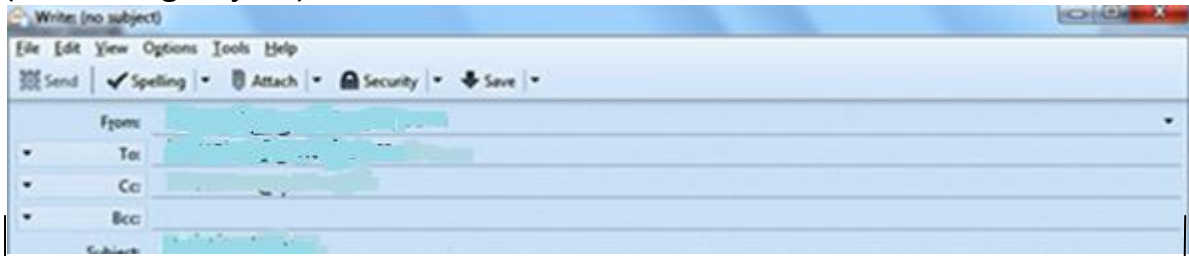 Write: (no subject)
File Edit View Options Tools Help
Send Spelling Attach Security Save
From:
To:
Cc:
Bcc:
Subject: